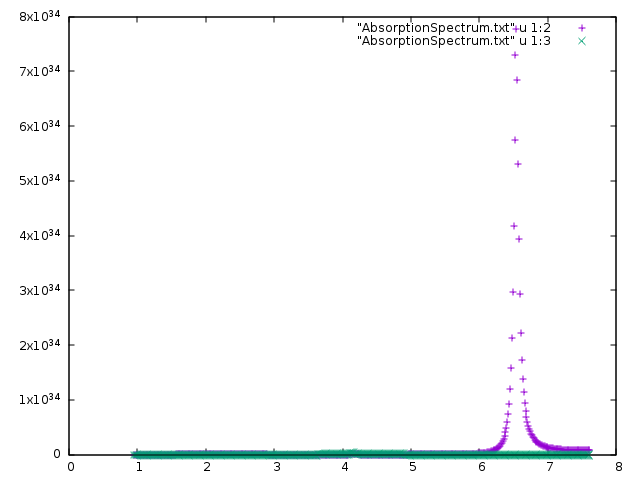 8x10^34
7x10^34
6x10^34
5x10^34
4x10^34
3x10^34
2x10^34
1x10^34
0
0 1 2 3 4 5 6 7 8
"AbsorptionSpectrum.txt" u 1:2
"AbsorptionSpectrum.txt" u 1:3